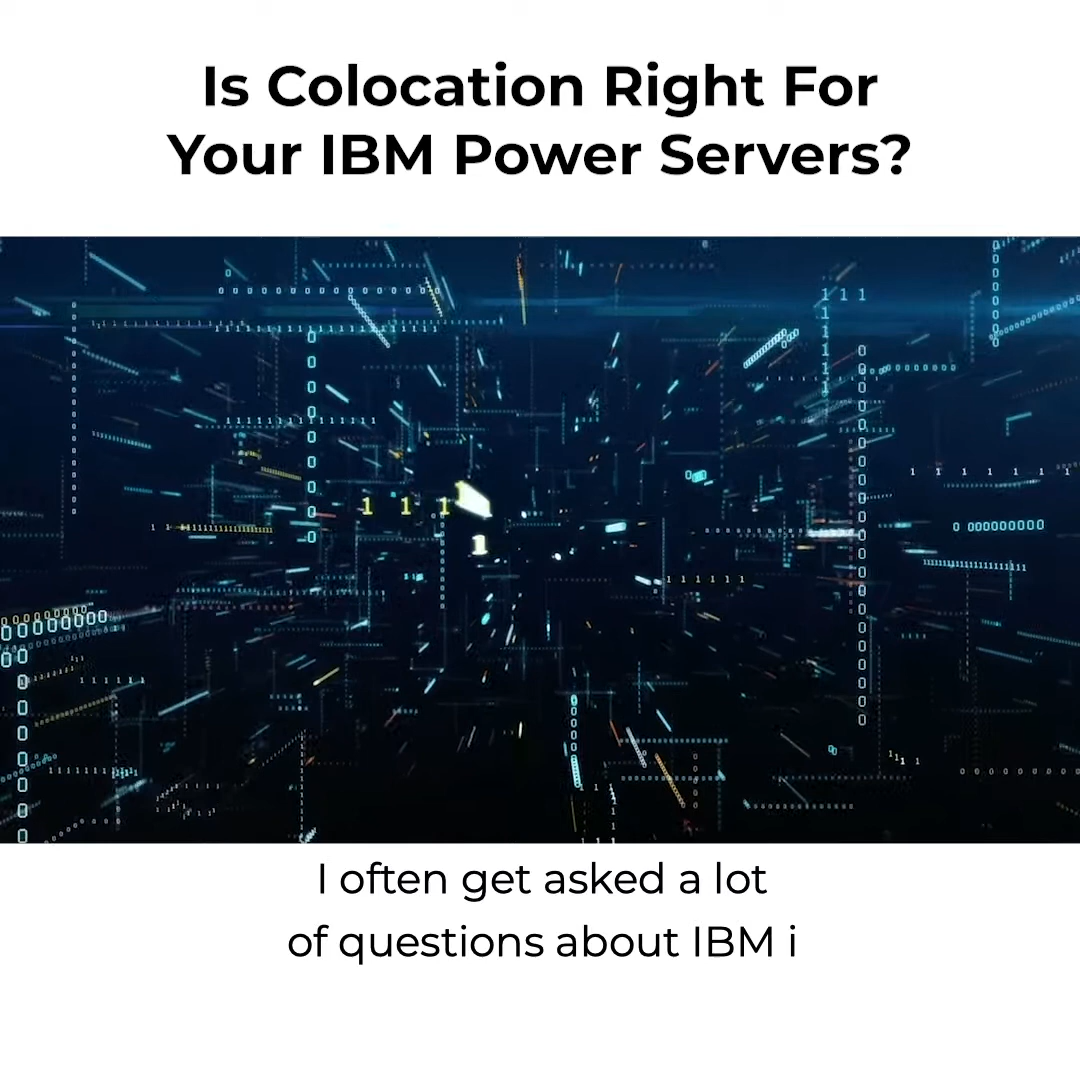 Is Colocation Right For
Your IBM Power Servers?
I often get asked a lot
of questions about IBM i